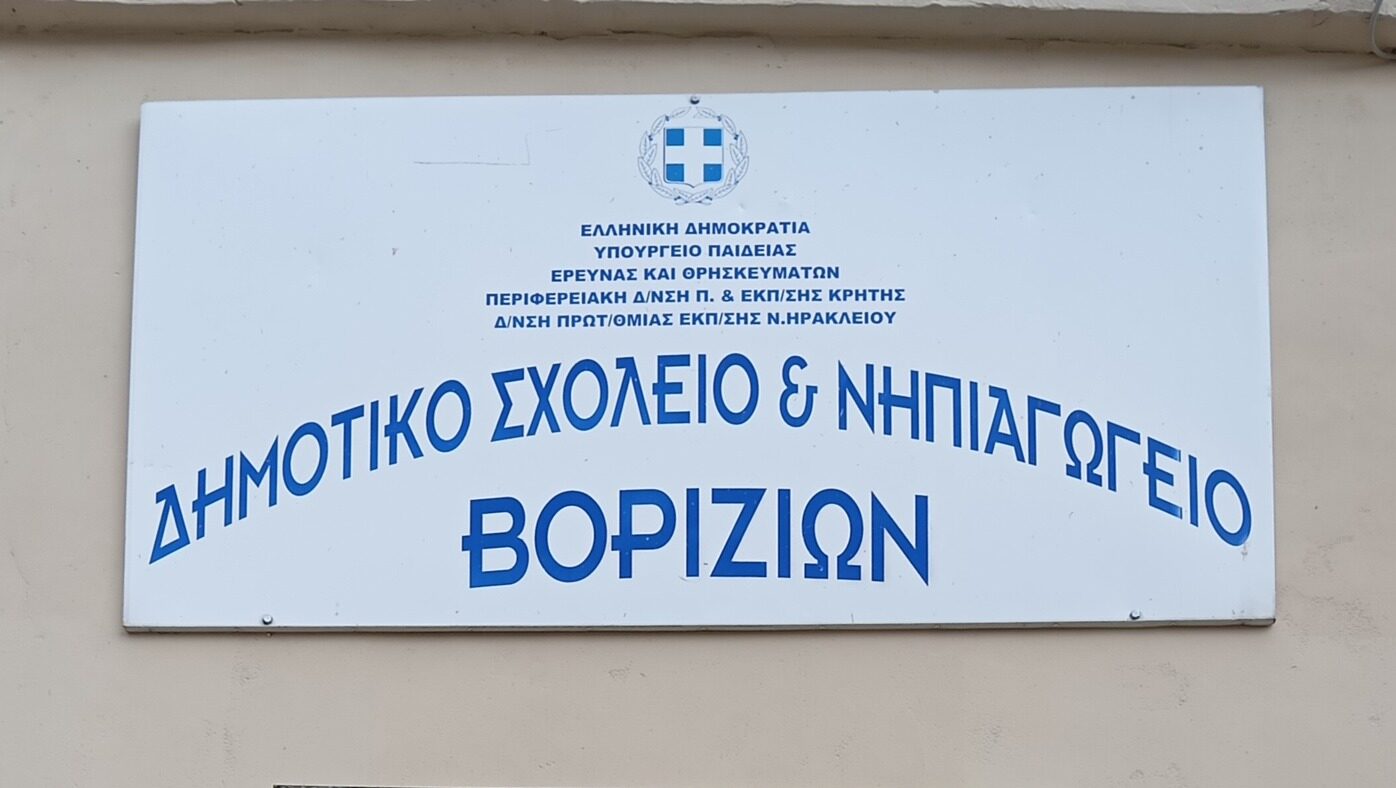 ΕΛΛΗΝΙΚΗ ΔΗΜΟΚΡΑΤΙΑ
ΥΠΟΥΡΓΕΙΟ ΠΑΙΔΕΙΑΣ
ΕΡΕΥΝΑΣ ΚΑΙ ΘΡΗΣΚΕΥΜΑΤΩΝ
ΠΕΡΙΦΕΡΕΙΑΚΗ Δ/ΝΣΗ Π. & ΕΚΠ/ΣΗΣ ΚΡΗΤΗΣ
Δ/ΝΣΗ ΠΡΩΤ/ΘΜΙΑΣ ΕΚΠ/ΣΗΣ Ν.ΗΡΑΚΛΕΙΟΥ
ΔΗΜΟΤΙΚΟ ΣΧΟΛΕΙΟ & ΝΗΠΙΑΓΩΓΕΙΟ
ΒΟΡΙΖΙΩΝ